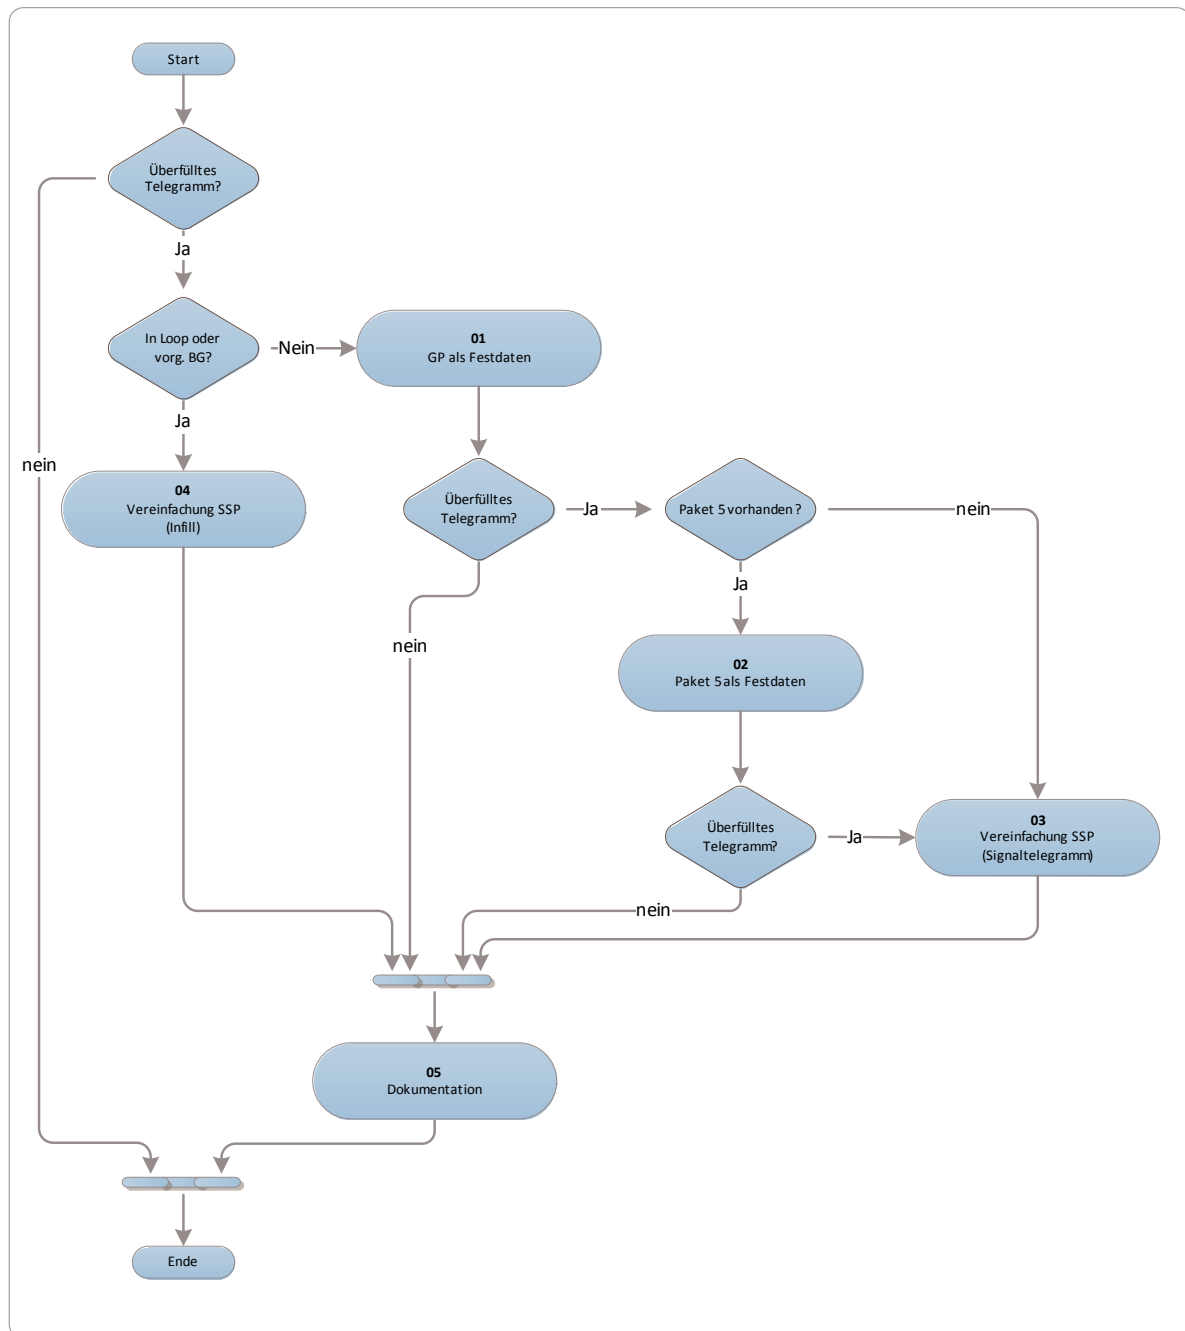 Start
Überfülltes
Telegramm?
Ja
In Loop oder
vorg. BG?
Nein
01
GP als Festdaten
Ja
nein
04
Vereinfachung SSP
(Infill)
Überfülltes
Telegramm?
Ja
Paket 5 vorhanden ?
nein
Ja
nein
02
Paket 5 als Festdaten
Überfülltes
Telegramm?
Ja
03
Vereinfachung SSP
(Signaltelegramm)
nein
05
Dokumentation
Ende